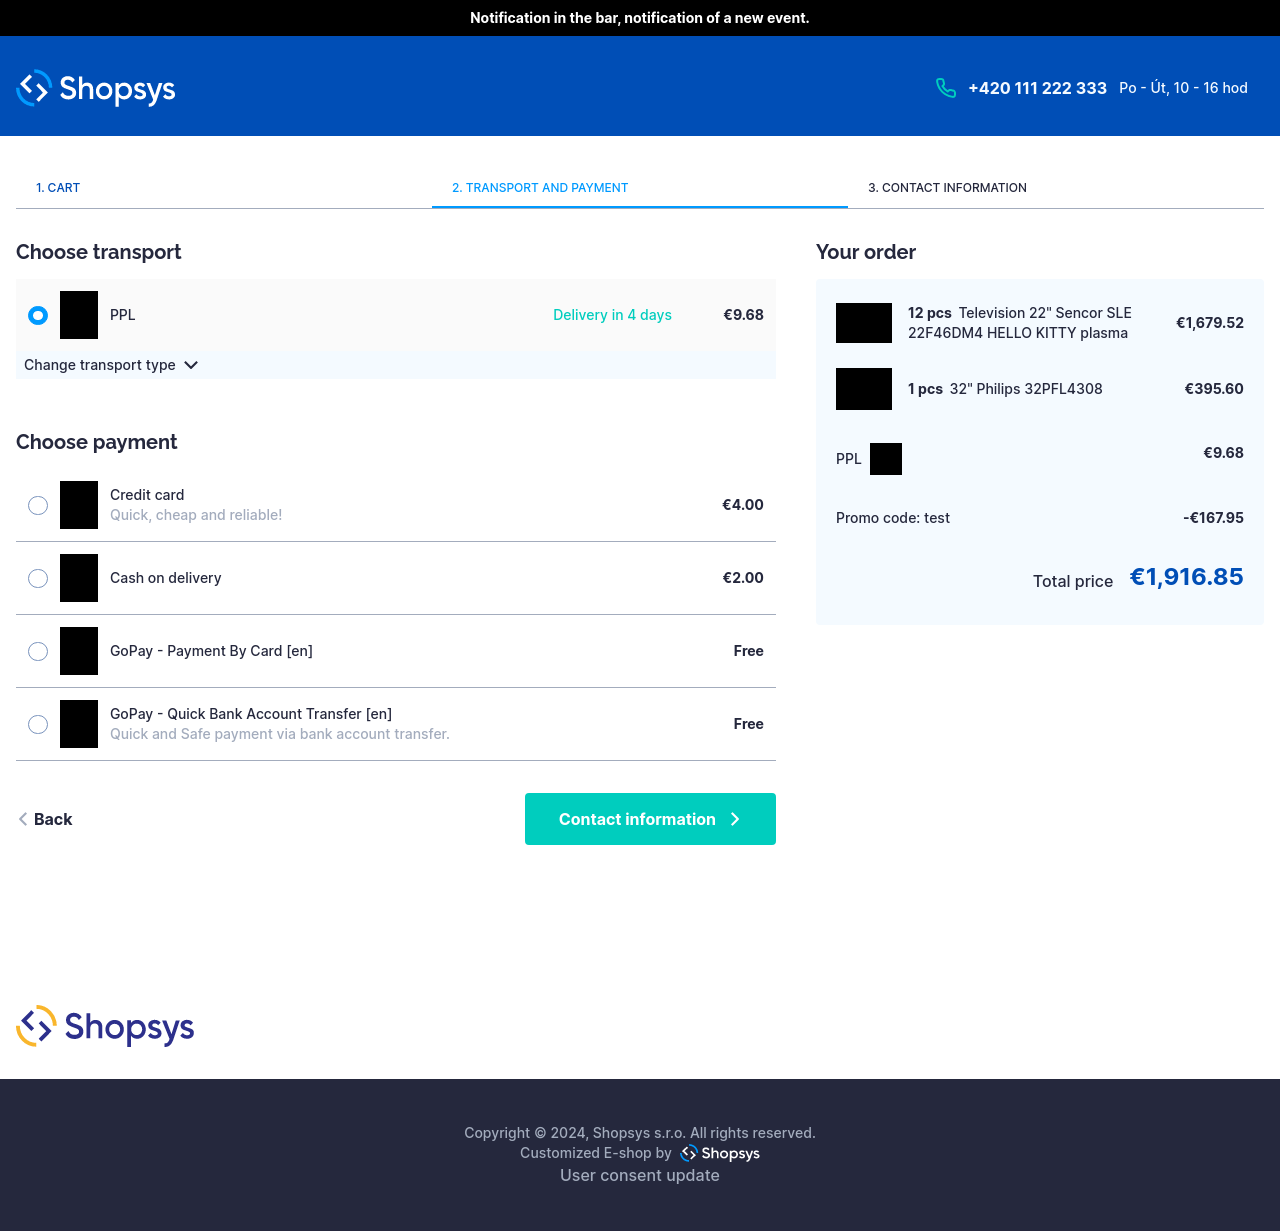 Notification in the bar, notification of a new event.
Shopsys
+420 111 222 333 Po - Út, 10 - 16 hod
1. CART
2. TRANSPORT AND PAYMENT
3. CONTACT INFORMATION
Choose transport
PPL Delivery in 4 days €9.68
Change transport type
Choose payment
Credit card
Quick, cheap and reliable!
€4.00
Cash on delivery €2.00
GoPay - Payment By Card [en] Free
GoPay - Quick Bank Account Transfer [en]
Quick and Safe payment via bank account transfer.
Free
Back
Contact information
Your order
12 pcs Television 22" Sencor SLE
22F46DM4 HELLO KITTY plasma
€1,679.52
1 pcs 32" Philips 32PFL4308 €395.60
PPL €9.68
Promo code: test -€167.95
Total price €1,916.85
Shopsys
Copyright © 2024, Shopsys s.r.o. All rights reserved.
Customized E-shop by Shopsys
User consent update